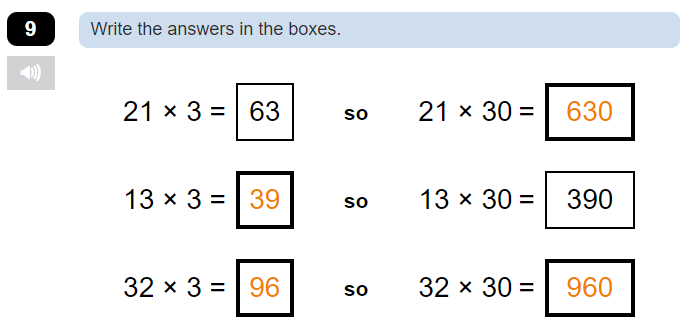 9 Write the answers in the boxes.
21 × 3 = 63 so 21 × 30 = 630
13 × 3 = 39 so 13 × 30 = 390
32 × 3 = 96 so 32 × 30 = 960